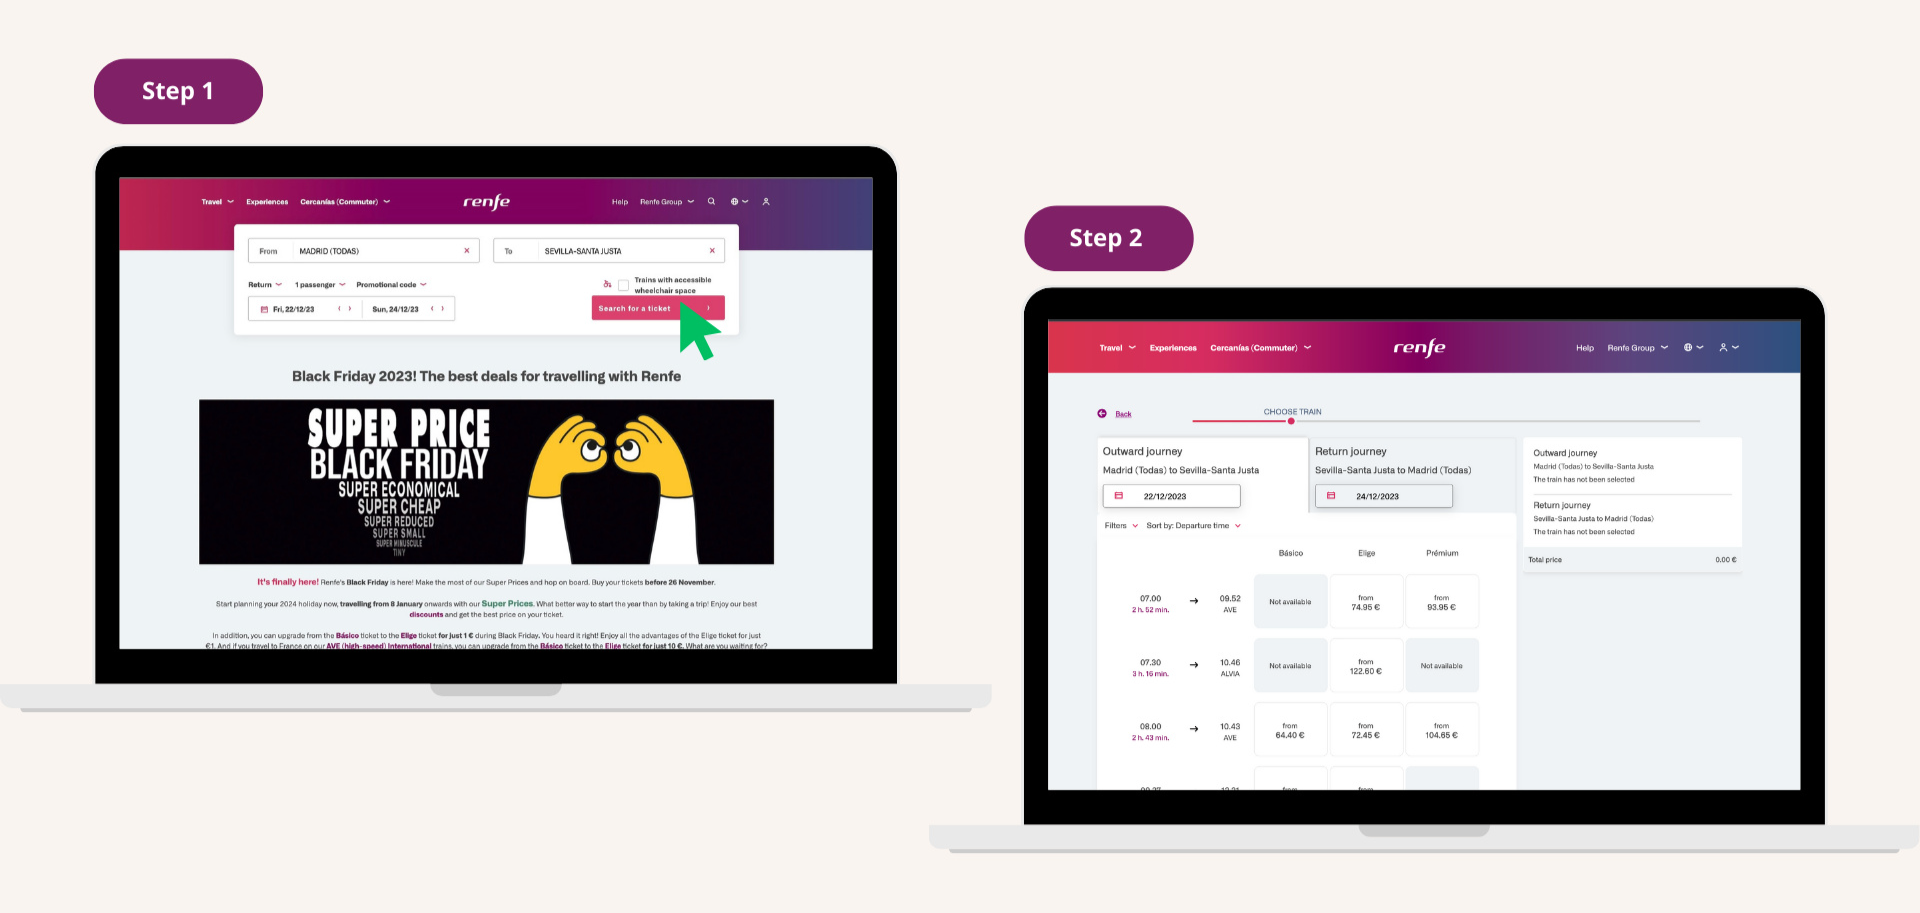 Step 1
Travel
Experiences
Cercanías (Commuter)
renfe
Help
Renfe Group
From
MADRID (TODAS)
To
SEVILLA-SANTA JUSTA
Return
1 passenger
Promotional code
Trains with accessible
wheelchair space
Fri, 22/12/23
Sun, 24/12/23
Search for a ticket
Black Friday 2023! The best deals for travelling with Renfe
SUPER PRICE
BLACK FRIDAY
SUPER ECONOMICAL
SUPER CHEAP
SUPER REDUCED
SUPER SMALL
SUPER MINUSCULE
TINY
It's finally here! Renfe's Black Friday is here! Make the most of our Super Prices and hop on board. Buy your tickets before 26 November.
Start planning your 2024 holiday now, travelling from 8 January onwards with our Super Prices. What better way to start the year than by taking a trip! Enjoy our best
discounts and get the best price on your ticket.
In addition, you can upgrade from the Básico ticket to the Elige ticket for just 1 € during Black Friday. You heard it right! Enjoy all the advantages of the Elige ticket for just
€1. And if you travel to France on our AVE (high-speed) International trains, you can upgrade from the Básico ticket to the Elige ticket for just 10 €. What are you waiting for?
Step 2
Travel
Experiences
Cercanías (Commuter)
renfe
Help
Renfe Group
Back
CHOOSE TRAIN
Outward journey
Madrid (Todas) to Sevilla-Santa Justa
22/12/2023
Return journey
Sevilla-Santa Justa to Madrid (Todas)
24/12/2023
Filters
Sort by: Departure time
Básico
Elige
Prémium
07.00
2 h. 52 min.
09.52
AVE
Not available
from
74.95 €
from
93.95 €
07.30
3 h. 16 min.
10.46
ALVIA
Not available
from
122.60 €
Not available
08.00
2 h. 43 min.
10.43
AVE
from
64.40 €
from
72.45 €
from
104.65 €
from
from
Outward journey
Madrid (Todas) to Sevilla-Santa Justa
The train has not been selected
Return journey
Sevilla-Santa Justa to Madrid (Todas)
The train has not been selected
Total price
0.00 €